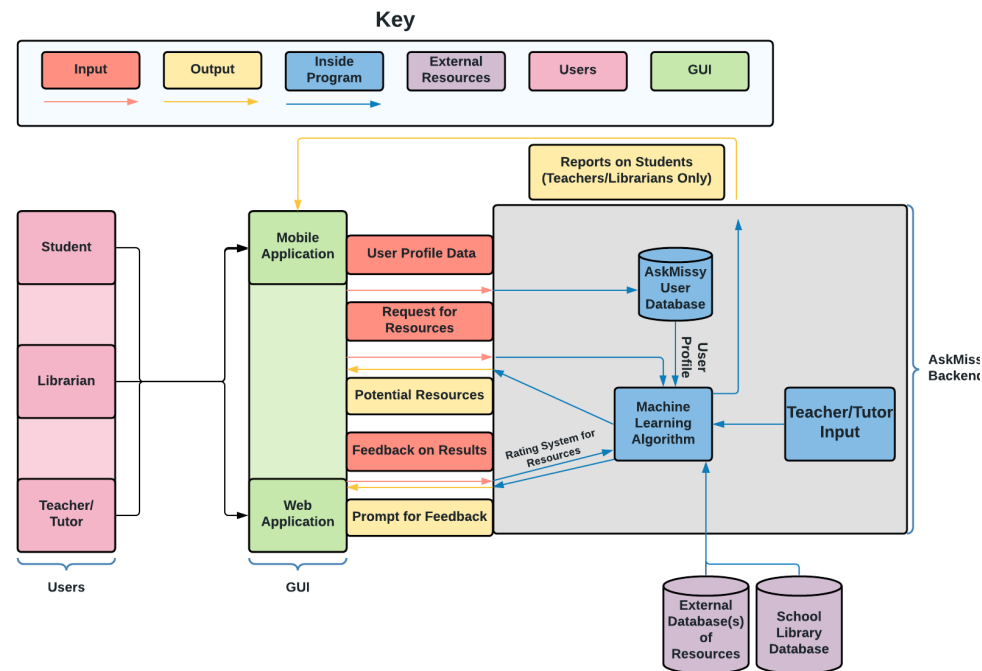 Key
Input
Output
Inside
Program
External
Resources
Users
GUI
Reports on Students
(Teachers/Librarians Only)
Student
Librarian
Teacher/
Tutor
Users
Mobile
Application
Web
Application
GUI
User Profile Data
Request for
Resources
Potential Resources
Feedback on Results
Prompt for Feedback
AskMissy
User
Database
User
Profile
Machine
Learning
Algorithm
Rating System for
Resources
Teacher/Tutor
Input
AskMiss
Backend
External
Database(s)
of
Resources
School
Library
Database